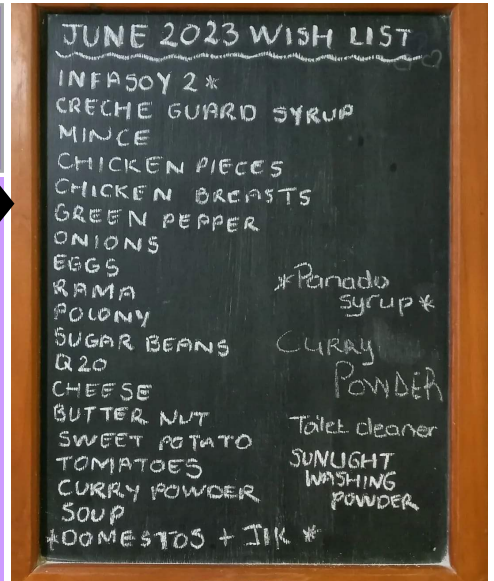 JUNE 2023 WISH LIST
INFASOY 2*
CRECHE GUARD SYRUP
MINCE
CHICKEN PIECES
CHICKEN BREASTS
GREEN PEPPER
ONIONS
EGGS
RAMA
POLONY
SUGAR BEANS
Q20
CHEESE
BUTTER NUT
SWEET POTATO
TOMATOES
CURRY POWDER
SOUP
*DOMESTOS + JIK *
*Panado
syrup*
CURRY
POWDER
Toilet cleaner
SUNLIGHT
WASHING
POWDER